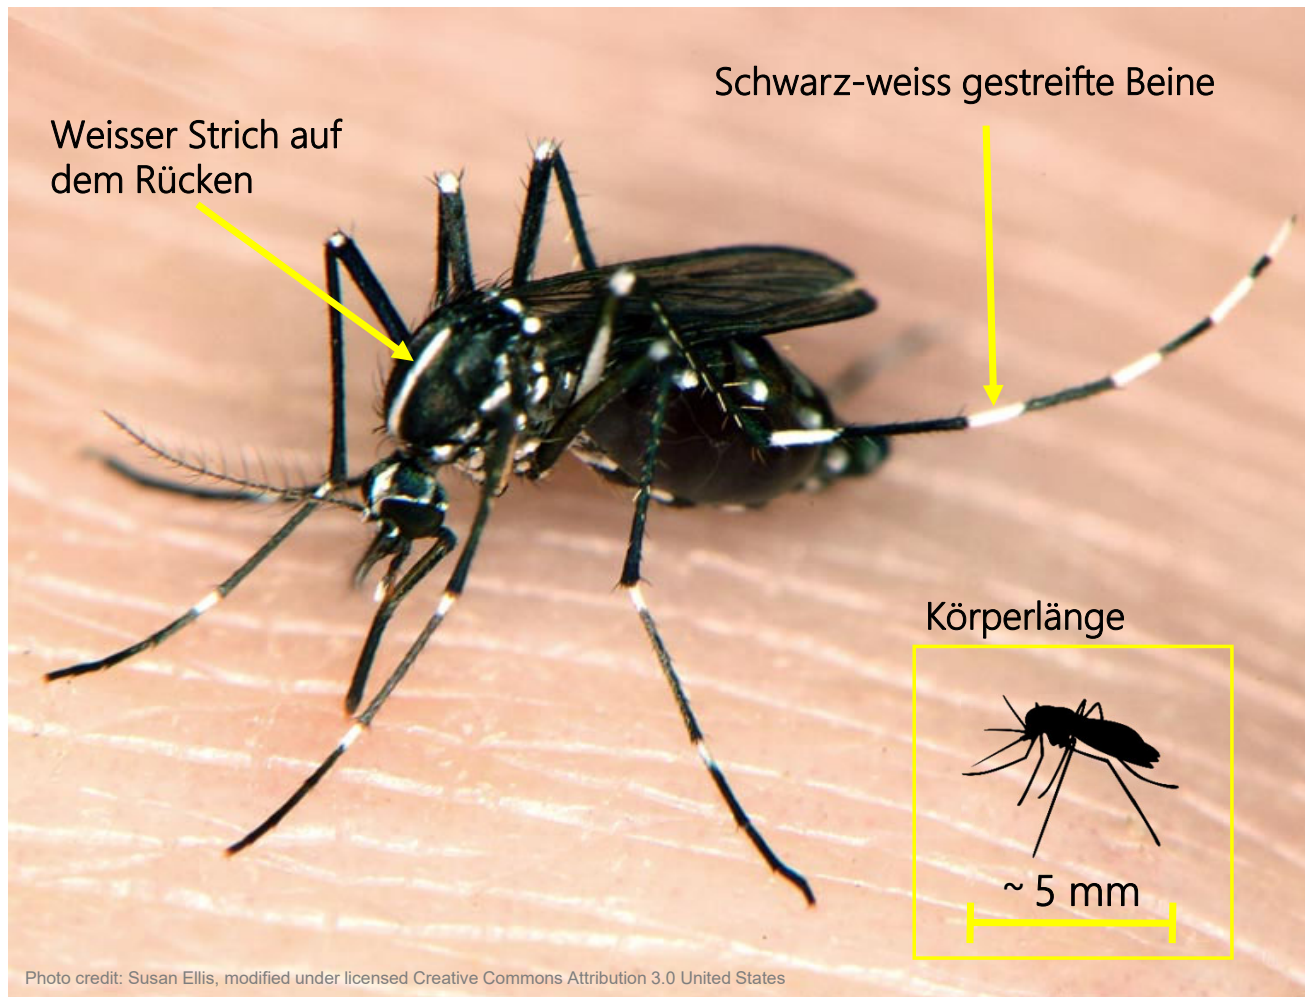 Schwarz-weiss gestreifte Beine
Weisser Strich auf
dem Rücken
Körperlänge
~ 5 mm
Photo credit: Susan Ellis, modified under licensed Creative Commons Attribution 3.0 United States